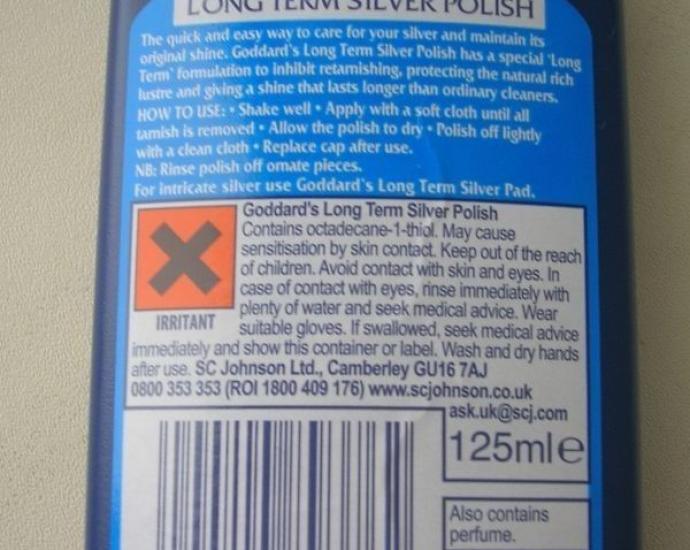 LONG TERM SILVER POLISH
The quick and easy way to care for your silver and maintain its
original shine. Goddard's Long Term Silver Polish has a special 'Long
Term' formulation to inhibit retarnishing, protecting the natural rich
lustre and giving a shine that lasts longer than ordinary cleaners.
HOW TO USE: • Shake well • Apply with a soft cloth until all
tarnish is removed • Allow the polish to dry • Polish off lightly
with a clean cloth • Replace cap after use.
NB: Rinse polish off ornate pieces.
For intricate silver use Goddard's Long Term Silver Pad.
Goddard's Long Term Silver Polish
Contains octadecane-1-thiol. May cause
sensitisation by skin contact. Keep out of the reach
of children. Avoid contact with skin and eyes. In
case of contact with eyes, rinse immediately with
plenty of water and seek medical advice. Wear
suitable gloves. If swallowed, seek medical advice
IRRITANT
immediately and show this container or label. Wash and dry hands
after use. SC Johnson Ltd., Camberley GU16 7AJ
0800 353 353 (ROI 1800 409 176) www.scjohnson.co.uk
ask.uk@scj.com
125ml e
Also contains
perfume.